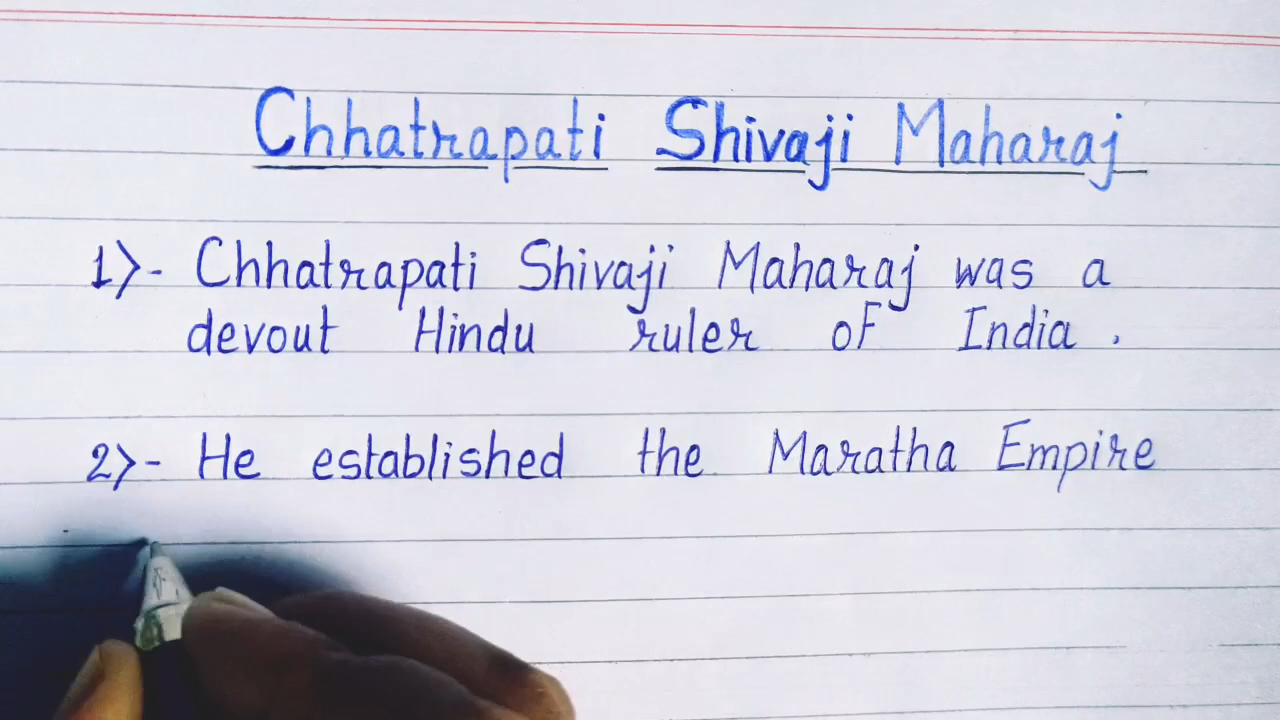 Chhatrapati Shivaji Maharaj
1)- Chhatrapati Shivaji Maharaj was a
devout Hindu ruler of India.
2)- He established the Maratha Empire